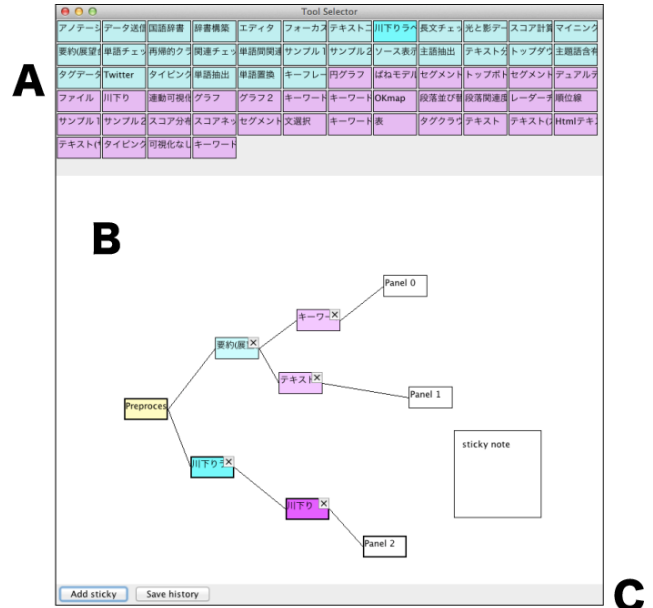 Tool Selector
アノテーシ データ送信 国語辞書 辞書構築 エディタ フォーカス テキストニ 川下りラベ 長文チェッ 光と影デー スコア計算 マイニング
要約(展望 単語チェッ 再帰的クラ 関連チェッ 単語間関連 サンプル1 サンプル2 ソース表示 主語抽出 テキスト分 トップダウ 主題語含有
タグデータ Twitter タイピング 単語抽出 単語置換 キーフレー 円グラフ ばねモデル セグメント トップボト セグメント デュアルテ
ファイル 川下り 連動可視化 グラフ グラフ2 キーワード キーワード OKmap 段落並び替 段落関連度 レーダーチ 順位線
サンプル1 サンプル2 スコア分布 スコアネッ セグメント 文選択 キーワード 表 タグクラウ テキスト テキスト(ス Htmlテキス
テキスト(* タイピング 可視化なし キーワード
A
B
Panel 0
キーワー
要約(展望
テキスト
Panel 1
Preproces
sticky note
川下りラ
川下り
Panel 2
Add sticky Save history
C